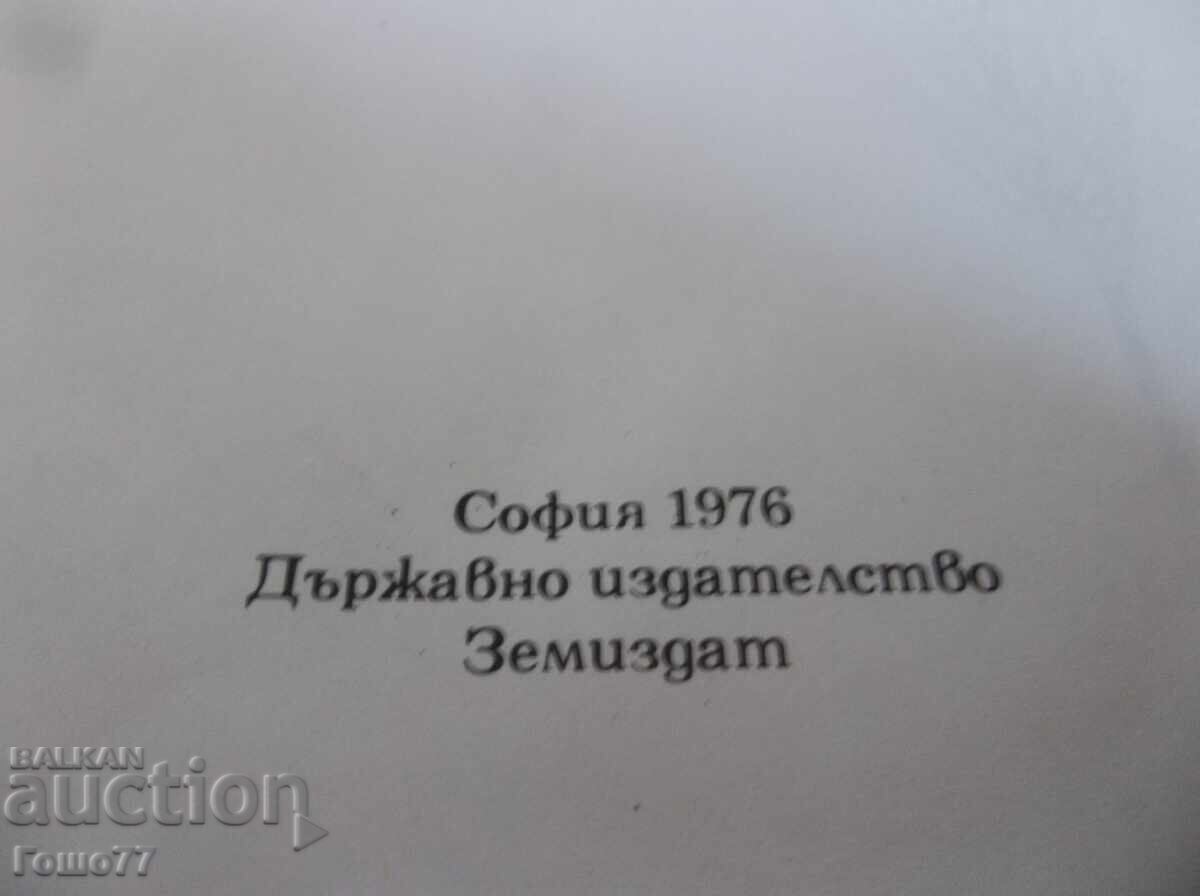 София 1976
Държавно издателство
Земиздат
BALKAN
auction
Гошо77